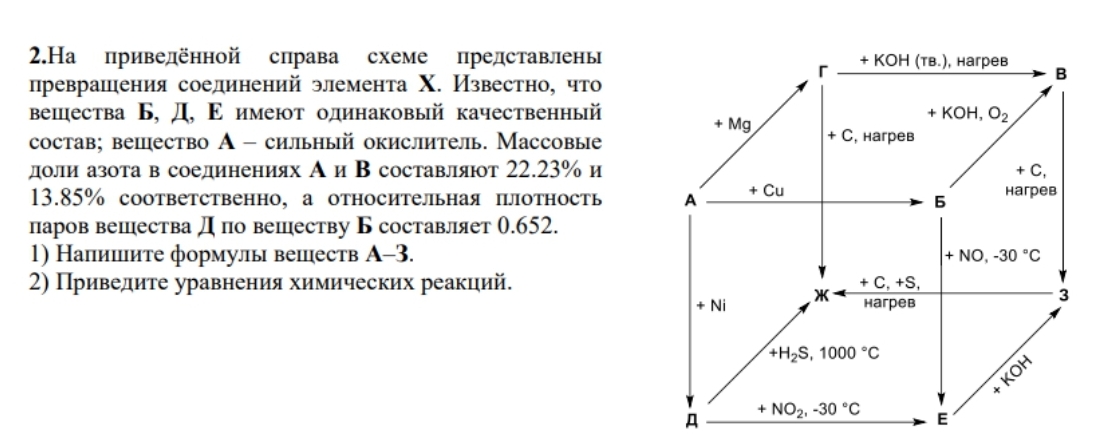 2.На приведённой справа схеме представлены
превращения соединений элемента Х. Известно, что
вещества Б, Д, Е имеют одинаковый качественный
состав; вещество А – сильный окислитель. Массовые
доли азота в соединениях А и В составляют 22.23% и
13.85% соответственно, а относительная плотность
паров вещества Д по веществу Б составляет 0.652.
1) Напишите формулы веществ А–З.
2) Приведите уравнения химических реакций.
+ KOH (тв.), нагрев
Г
В
+ KOH, O2
+ Mg
+ C, нагрев
+ C,
нагрев
+ Cu
А
Б
+ NO, -30 °C
+ C, +S,
нагрев
Ж
З
+ Ni
+H2S, 1000 °C
+ KOH
+ NO2, -30 °C
Д
Е